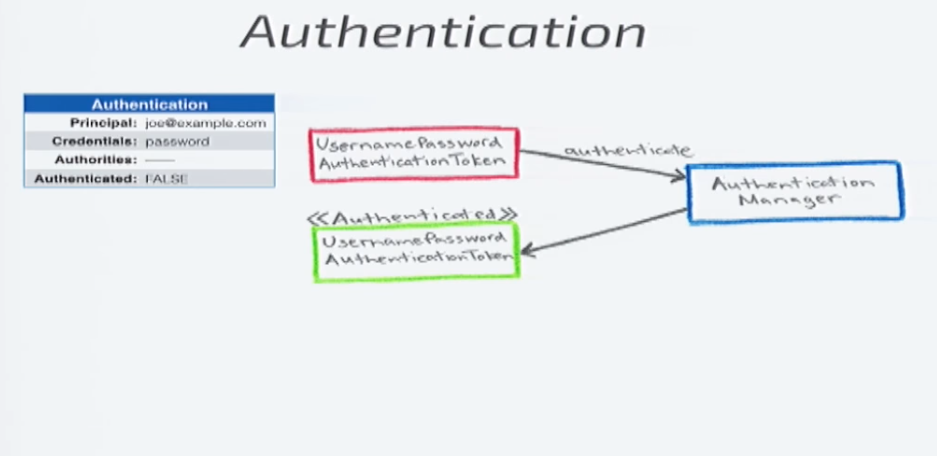 Authentication
Authentication
Principal: joe@example.com
Credentials: password
Authorities: ——
Authenticated: FALSE
UsernamePassword
AuthenticationToken
authenticate
Authentication
Manager
<<Authenticated>>
UsernamePassword
AuthenticationToken